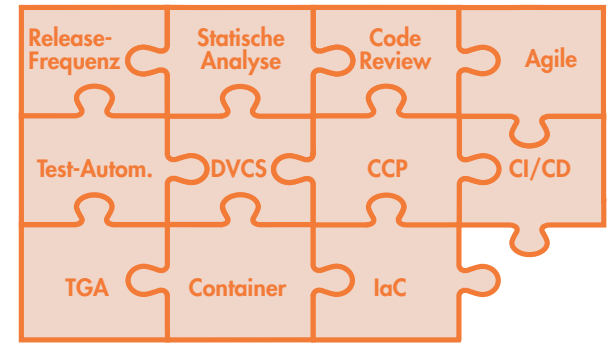 Release-
Frequenz
Statische
Analyse
Code
Review
Agile
Test-Autom.
DVCS
CCP
CI/CD
TGA
Container
IaC